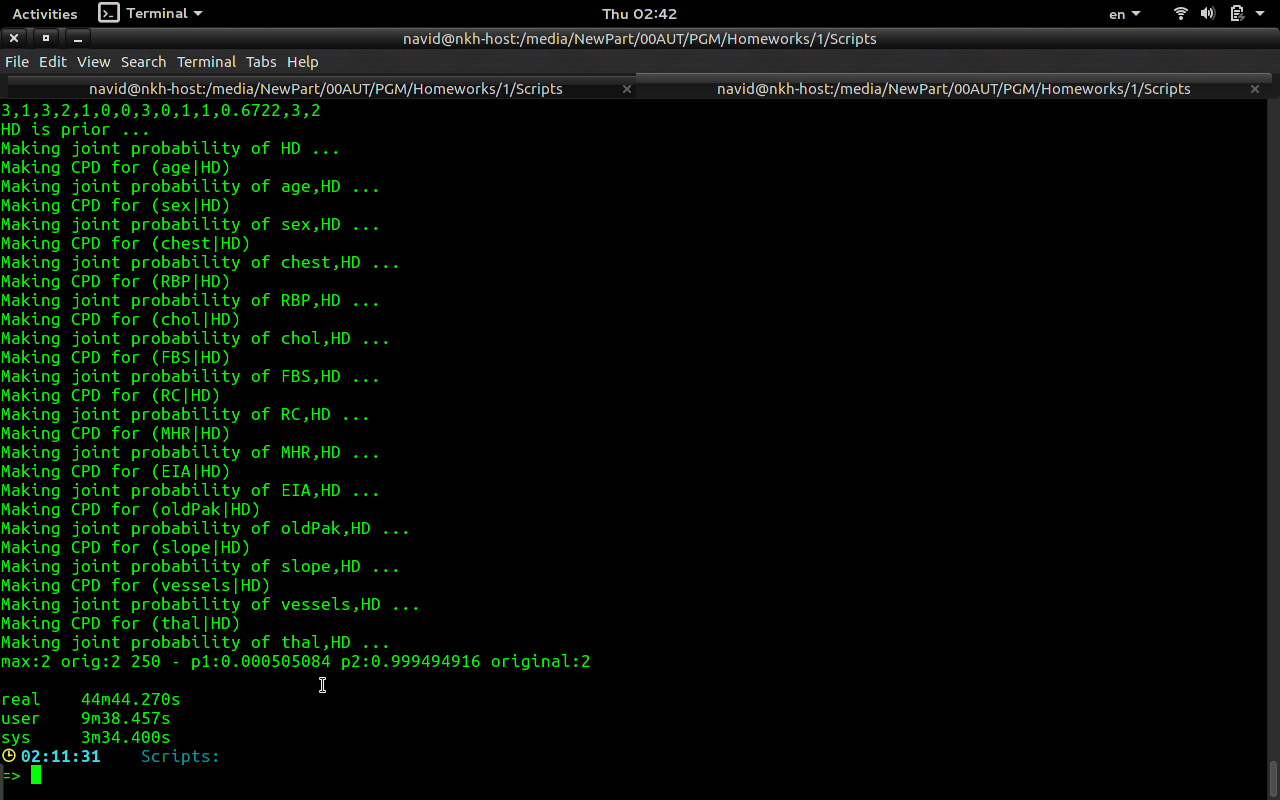 Activities Terminal Thu 02:42 en
navid@nkh-host:/media/NewPart/00AUT/PGM/Homeworks/1/Scripts
File Edit View Search Terminal Tabs Help
navid@nkh-host:/media/NewPart/00AUT/PGM/Homeworks/1/Scripts navid@nkh-host:/media/NewPart/00AUT/PGM/Homeworks/1/Scripts
3,1,3,2,1,0,0,3,0,1,1,0.6722,3,2
HD is prior ...
Making joint probability of HD ...
Making CPD for (age|HD)
Making joint probability of age,HD ...
Making CPD for (sex|HD)
Making joint probability of sex,HD ...
Making CPD for (chest|HD)
Making joint probability of chest,HD ...
Making CPD for (RBP|HD)
Making joint probability of RBP,HD ...
Making CPD for (chol|HD)
Making joint probability of chol,HD ...
Making CPD for (FBS|HD)
Making joint probability of FBS,HD ...
Making CPD for (RC|HD)
Making joint probability of RC,HD ...
Making CPD for (MHR|HD)
Making joint probability of MHR,HD ...
Making CPD for (EIA|HD)
Making joint probability of EIA,HD ...
Making CPD for (oldPak|HD)
Making joint probability of oldPak,HD ...
Making CPD for (slope|HD)
Making joint probability of slope,HD ...
Making CPD for (vessels|HD)
Making joint probability of vessels,HD ...
Making CPD for (thal|HD)
Making joint probability of thal,HD ...
max:2 orig:2 250 - p1:0.000505084 p2:0.999494916 original:2
real 44m44.270s
user 9m38.457s
sys 3m34.400s
02:11:31 Scripts:
=>